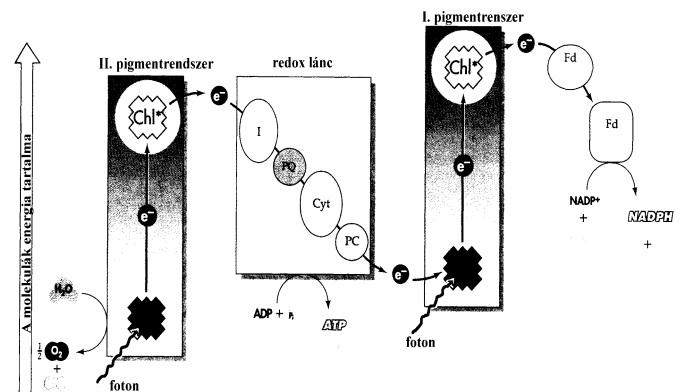 I. pigmentrenszer
II. pigmentrendszer
redox lánc
A molekulák energia tartalma
Chl*
e⁻
I
PQ
Cyt
PC
e⁻
Chl*
e⁻
Fd
Fd
NADP⁺
+
NADPH
+
e⁻
e⁻
H₂O
½ O₂
+
ADP + Pᵢ
ATP
foton
foton